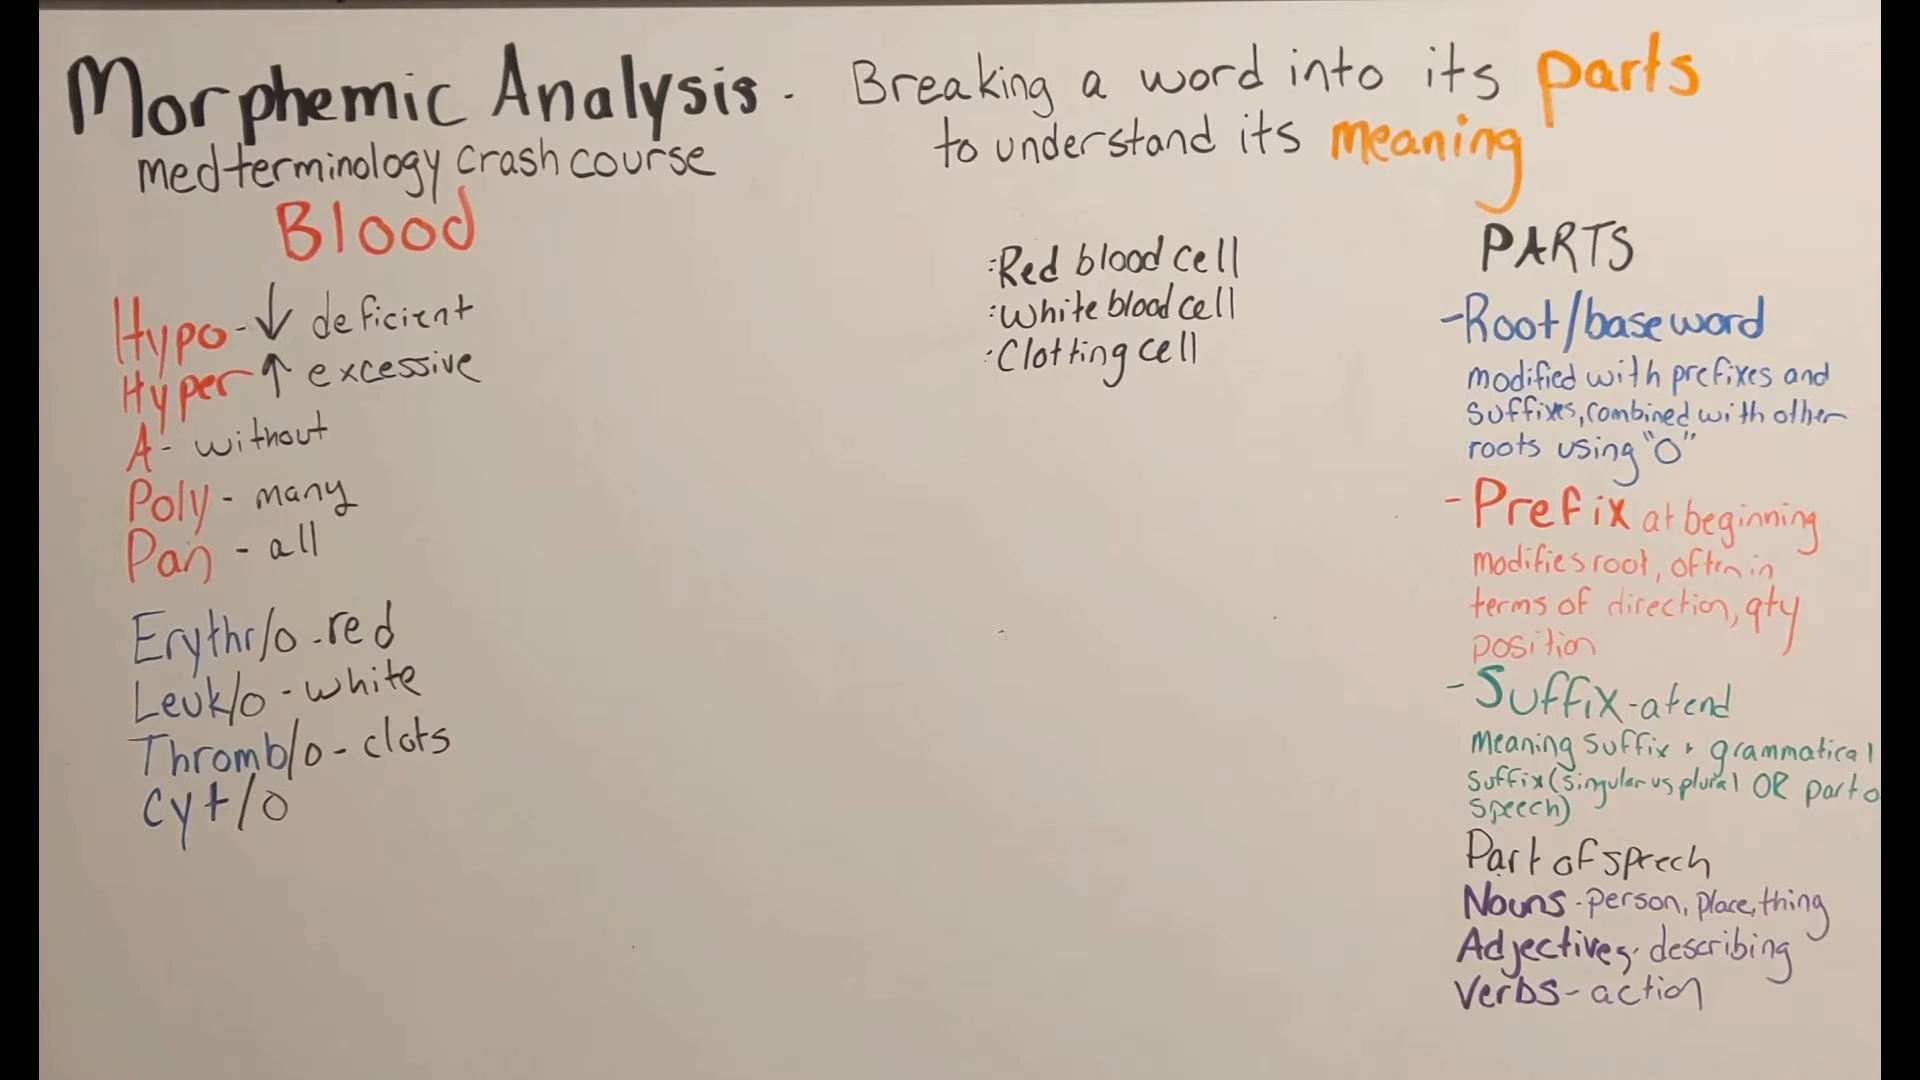 Morphemic Analysis - Breaking a word into its parts
to understand its meaning
medterminology crash course
Blood
Hypo - ↓ deficient
Hyper ↑ excessive
A - without
Poly - many
Pan - all
Erythr/o - red
Leuk/o - white
Thromb/o - clots
Cyt/o
:Red blood cell
:White blood cell
:Clotting cell
PARTS
-Root/base word
modified with prefixes and
suffixes, combined with other
roots using "O"
-Prefix at beginning
modifies root, often in
terms of direction, qty
position
-Suffix - at end
meaning suffix + grammatical
suffix (singular vs plural OR part o
speech)
Part of speech
Nouns - person, place, thing
Adjectives - describing
Verbs - action